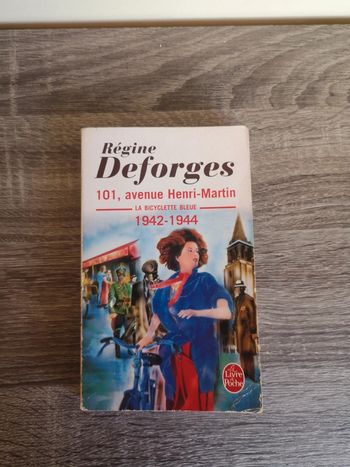 Régine
Deforges
101, avenue Henri-Martin
LA BICYCLETTE BLEUE
1942-1944
Le
Livre
de
Poche